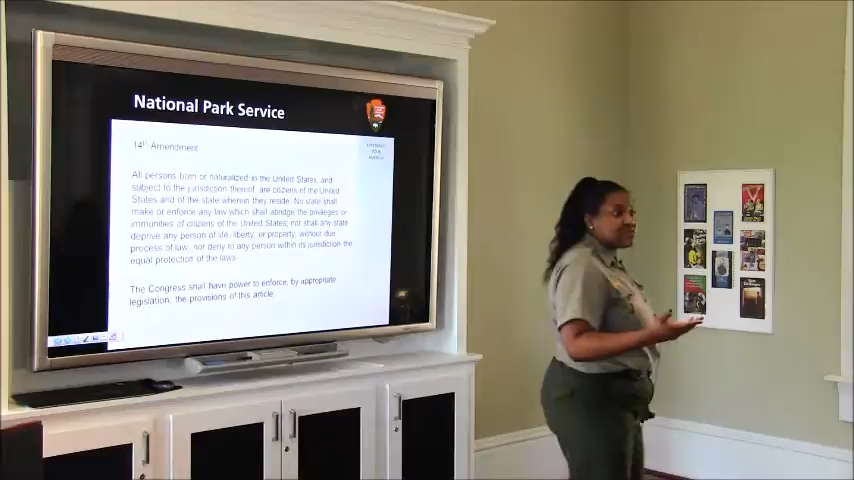 National Park Service
14th Amendment
All persons born or naturalized in the United States, and
subject to the jurisdiction thereof, are citizens of the United
States and of the state wherein they reside. No state shall
make or enforce any law which shall abridge the privileges or
immunities of citizens of the United States; nor shall any state
deprive any person of life, liberty, or property, without due
process of law; nor deny to any person within its jurisdiction the
equal protection of the laws.
The Congress shall have power to enforce, by appropriate
legislation, the provisions of this article.